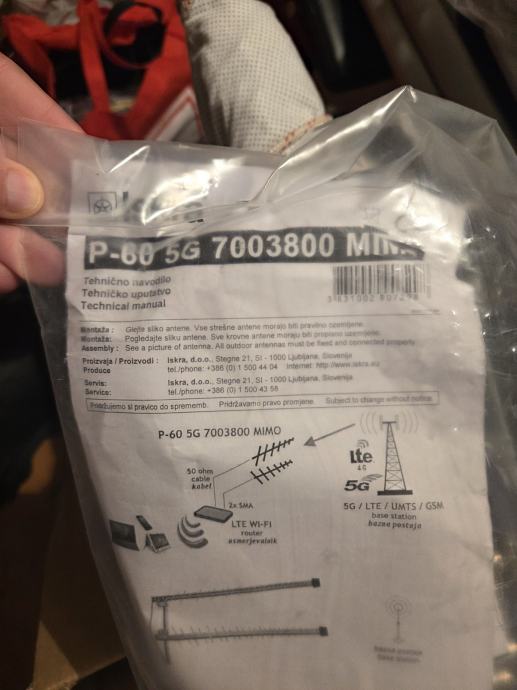 P-60 5G 7003800 MIMO
Tehnično navodilo
Tehničko uputstvo
Technical manual
Montaža : Glejte sliko antene. Vse strešne antene morajo biti pravilno ozemljene.
Montaža: Pogledajte sliku antene. Sve krovne antene moraju biti propisno uzemljene.
Assembly : See a picture of antenna. All outdoor antennas must be fixed and connected properly.
Proizvaja / Proizvodi : Iskra, d.o.o., Stegne 21, SI - 1000 Ljubljana, Slovenija
Produce tel./phone: +386 (0) 1 500 44 04 Internet: http://www.iskra.eu
Servis: Iskra, d.o.o., Stegne 21, SI - 1000 Ljubljana, Slovenija
Service: tel./phone: +386 (0) 1 500 43 58
Pridržujemo si pravico do sprememb. Pridržavamo pravo promjene. Subject to change without notice.
P-60 5G 7003800 MIMO
50 ohm
cable
kabel
2x SMA
LTE WI-FI
router
usmerjevalnik
Lte
4G
5G
5G / LTE / UMTS / GSM
base station
bazna postaja
bazna postaja
base station